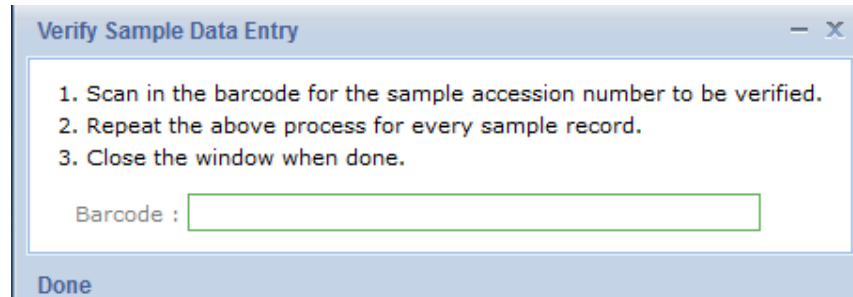 Verify Sample Data Entry
1. Scan in the barcode for the sample accession number to be verified.
2. Repeat the above process for every sample record.
3. Close the window when done.
Barcode :
Done